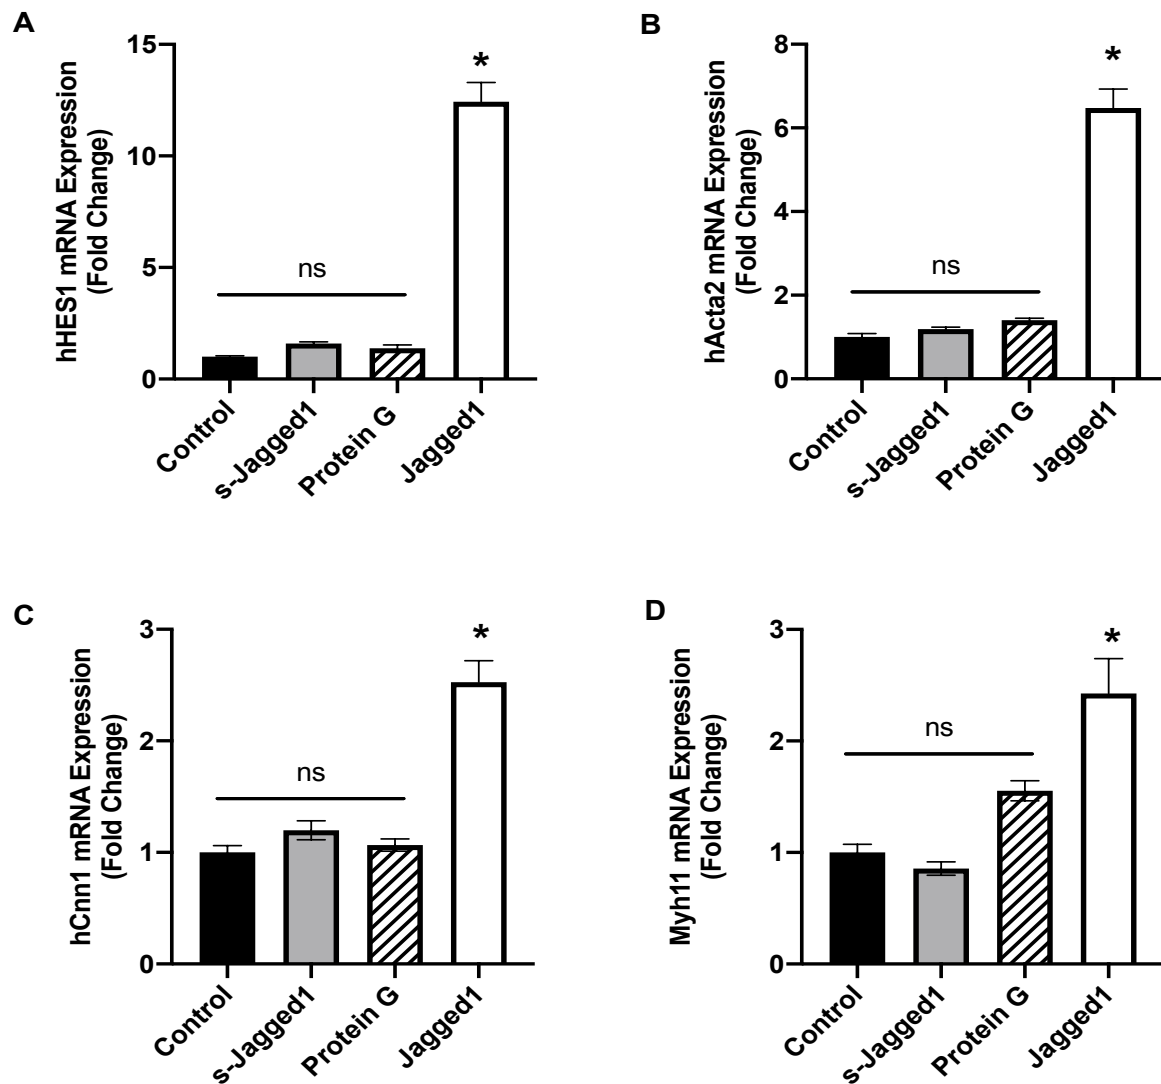 A
hHES1 mRNA Expression
(Fold Change)
15
10
5
0
ns
*
Control
s-Jagged1
Protein G
Jagged1
B
hActa2 mRNA Expression
(Fold Change)
8
6
4
2
0
ns
*
Control
s-Jagged1
Protein G
Jagged1
C
hCnn1 mRNA Expression
(Fold Change)
3
2
1
0
ns
*
Control
s-Jagged1
Protein G
Jagged1
D
Myh11 mRNA Expression
(Fold Change)
3
2
1
0
ns
*
Control
s-Jagged1
Protein G
Jagged1